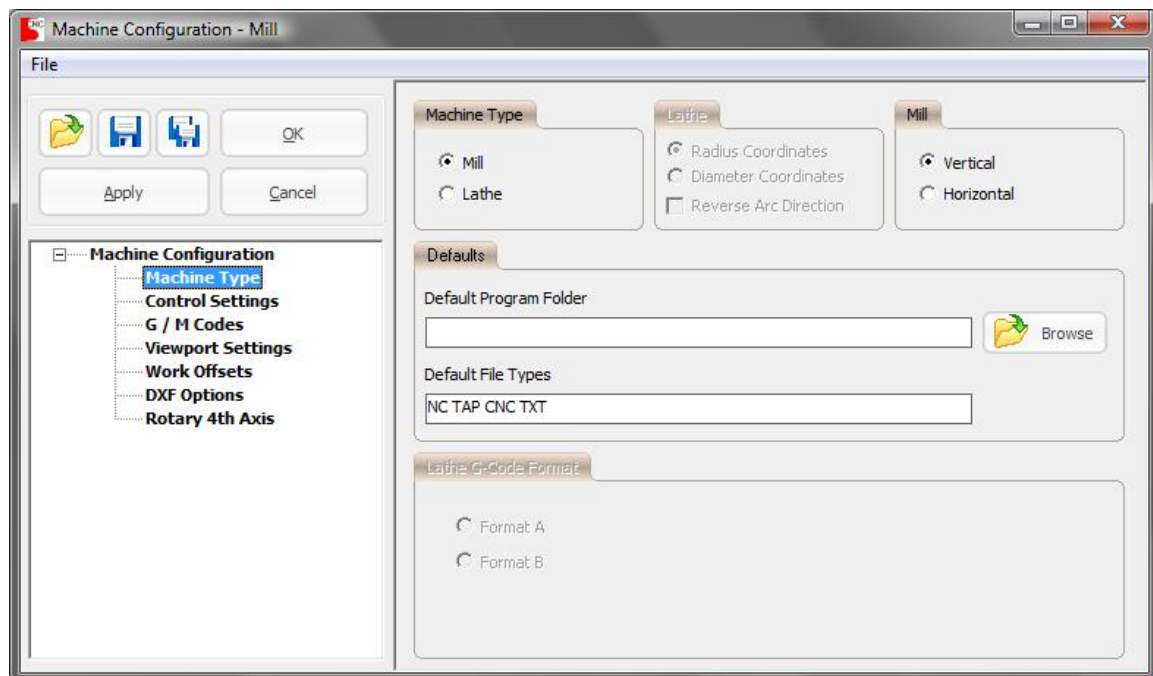 NC
Machine Configuration - Mill
File
OK
Apply
Cancel
Machine Configuration
Machine Type
Control Settings
G / M Codes
Viewport Settings
Work Offsets
DXF Options
Rotary 4th Axis
Machine Type
Mill
Lathe
Lathe
Radius Coordinates
Diameter Coordinates
Reverse Arc Direction
Mill
Vertical
Horizontal
Defaults
Default Program Folder
Browse
Default File Types
NC TAP CNC TXT
Lathe G-Code Format
Format A
Format B